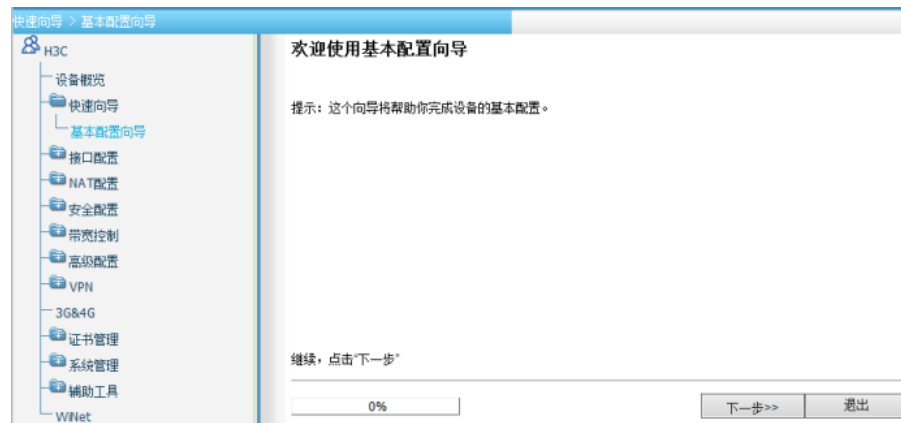 快速向导 > 基本配置向导
H3C
设备概览
快速向导
基本配置向导
接口配置
NAT配置
安全配置
带宽控制
高级配置
VPN
3G&4G
证书管理
系统管理
辅助工具
WiNet
欢迎使用基本配置向导
提示：这个向导将帮助你完成设备的基本配置。
继续，点击"下一步"
0%
下一步>>
退出